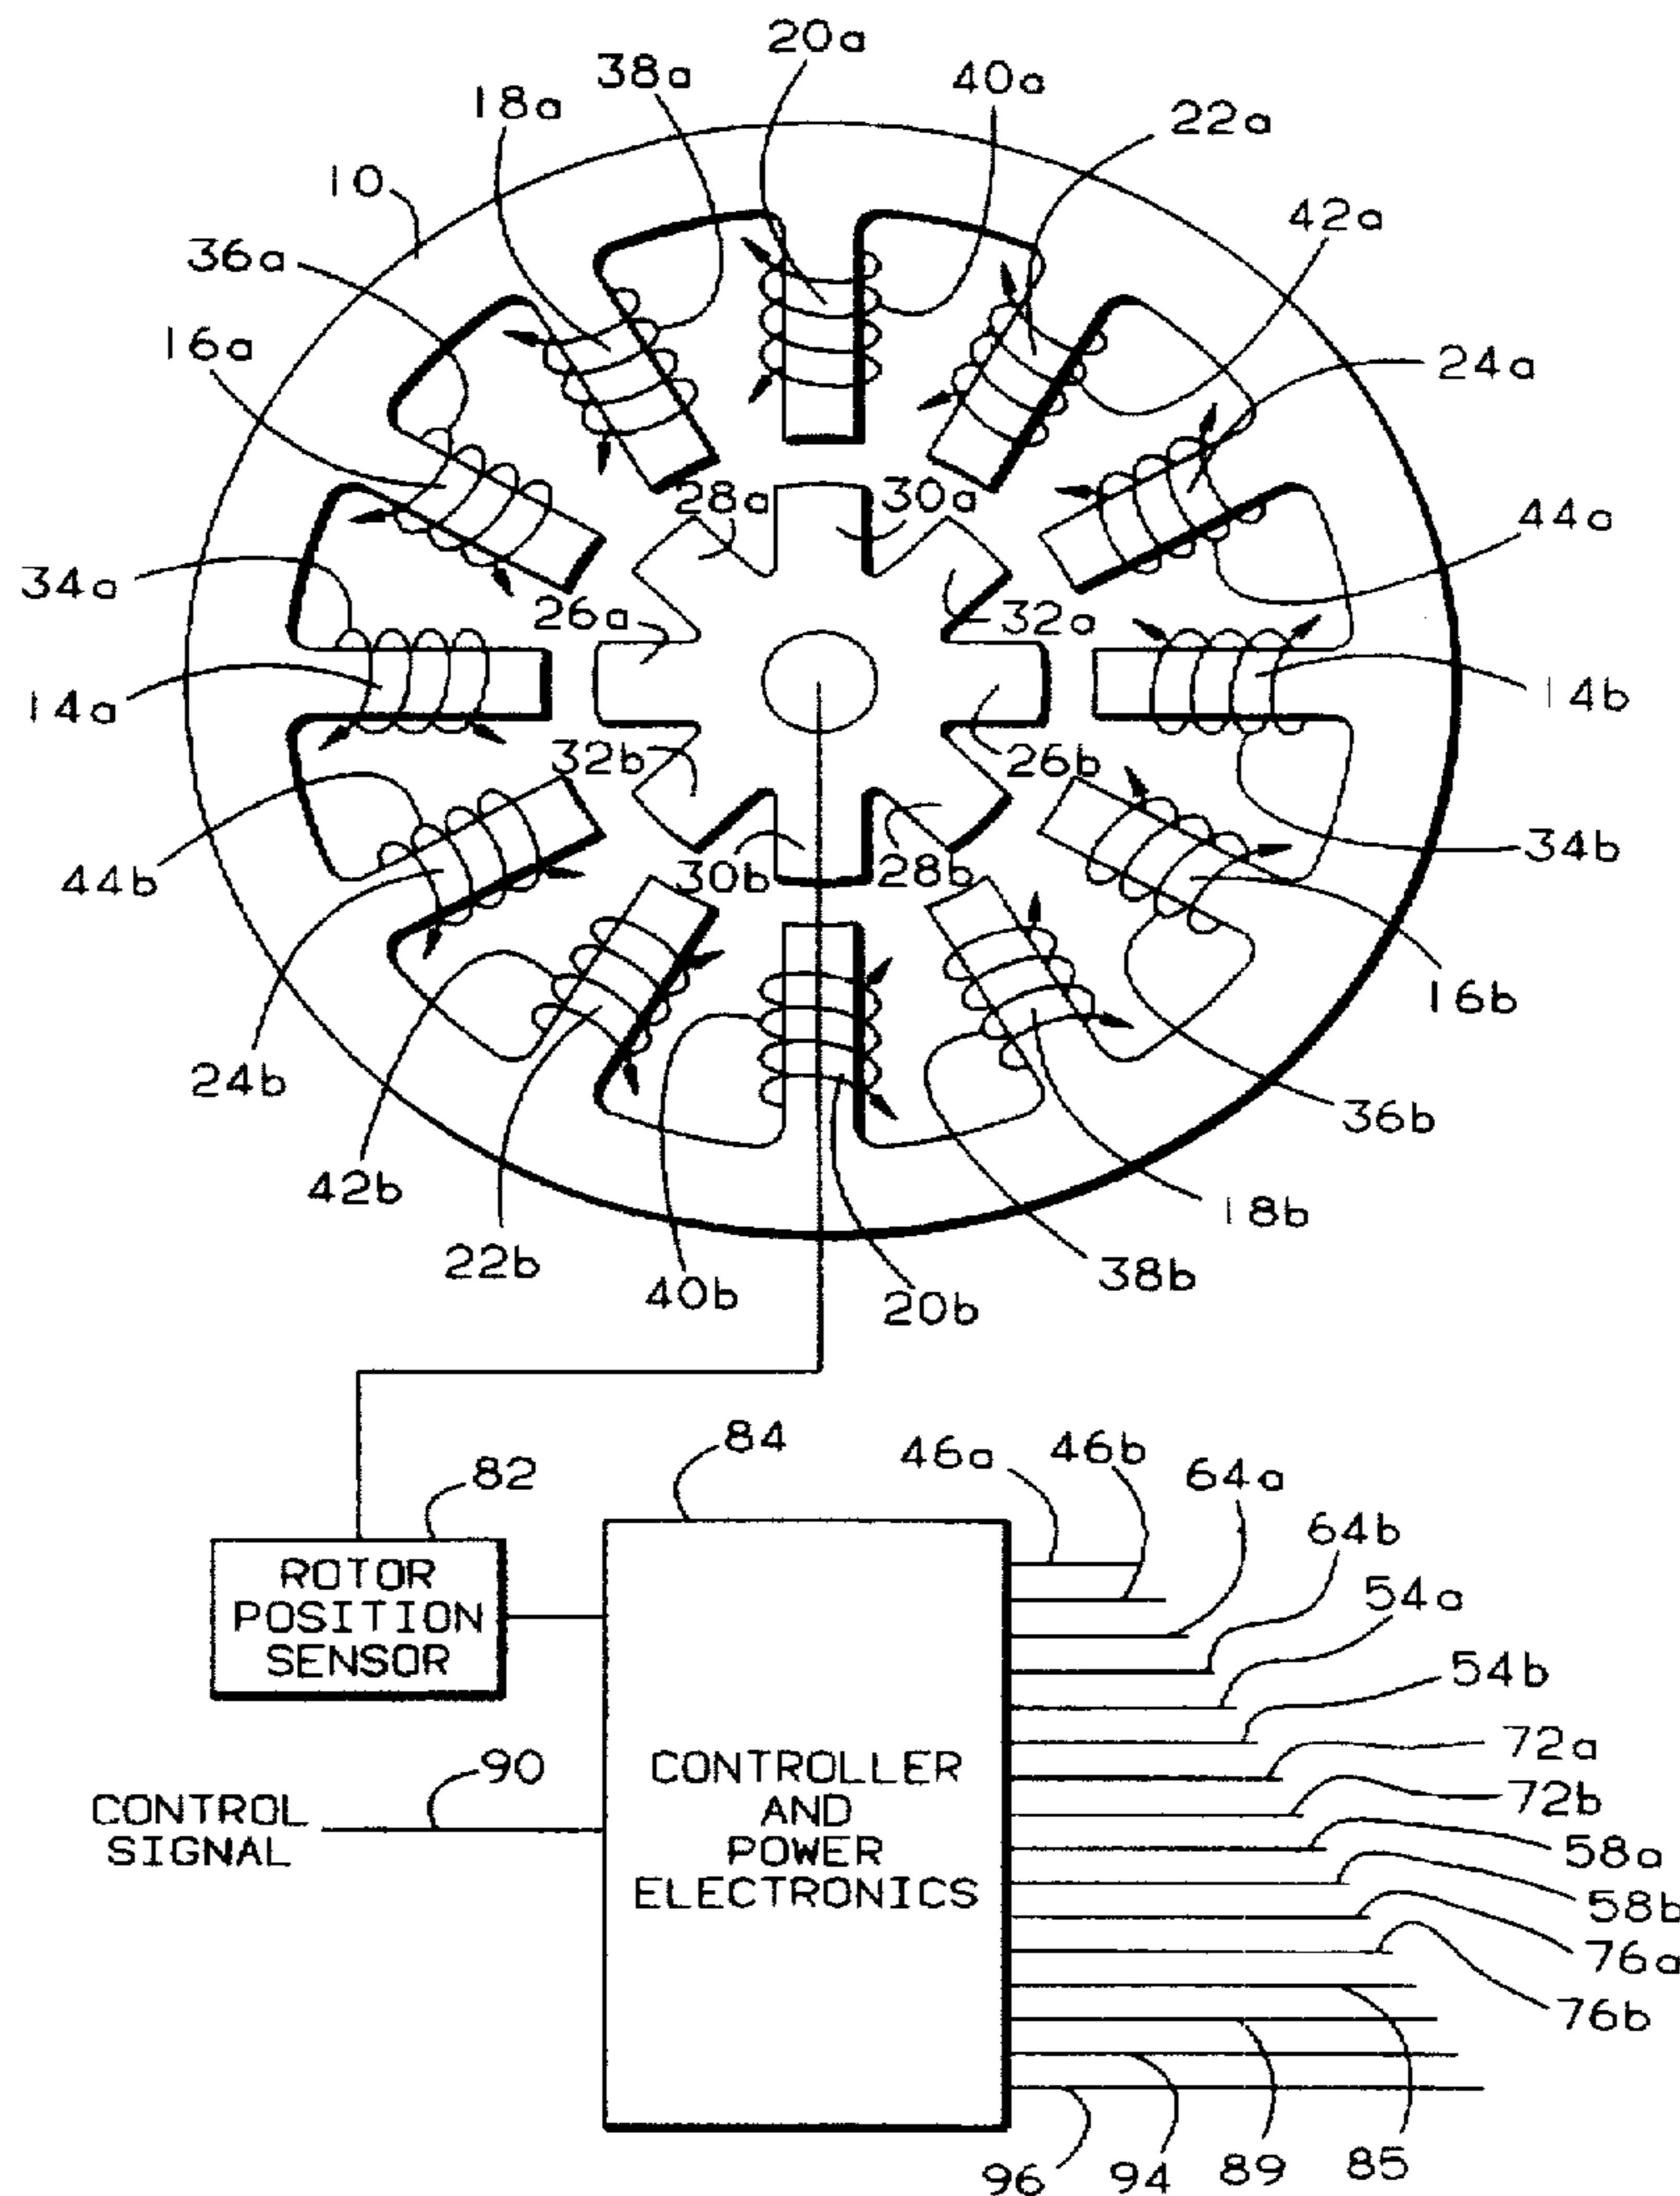 20a
38a
40a
18a
22a
10
42a
36a
16a
24a
28a
30a
44a
34a
26a
32a
14a
14b
32b
26b
34b
44b
30b
28b
16b
24b
36b
42b
18b
22b
38b
40b
20b
84
46a
46b
64a
82
64b
ROTOR
POSITION
SENSOR
54a
54b
72a
90
CONTROL
SIGNAL
CONTROLLER
AND
POWER
ELECTRONICS
72b
58a
58b
76a
76b
96
94
89
85